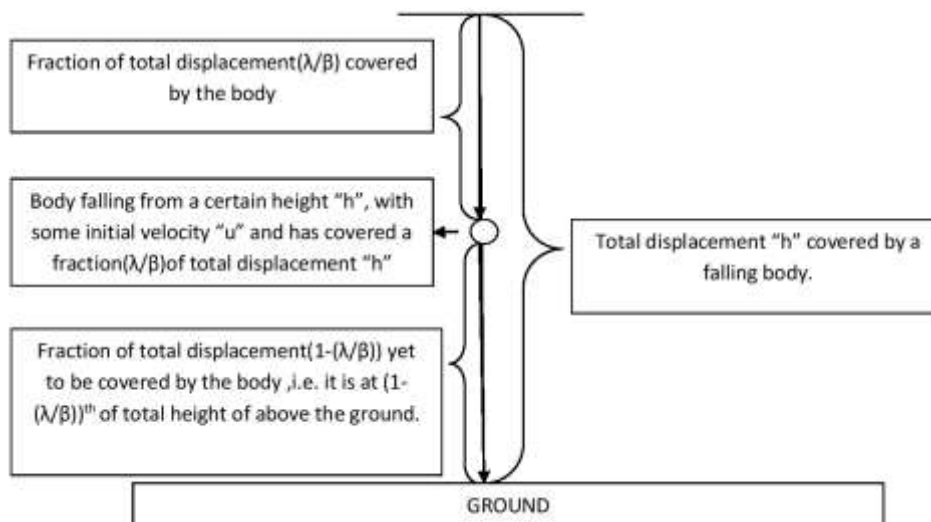 Fraction of total displacement(λ/β) covered
by the body
Body falling from a certain height “h”, with
some initial velocity “u” and has covered a
fraction(λ/β)of total displacement “h”
Total displacement “h” covered by a
falling body.
Fraction of total displacement(1-(λ/β)) yet
to be covered by the body ,i.e. it is at (1-
(λ/β))ᵗʰ of total height of above the ground.
GROUND